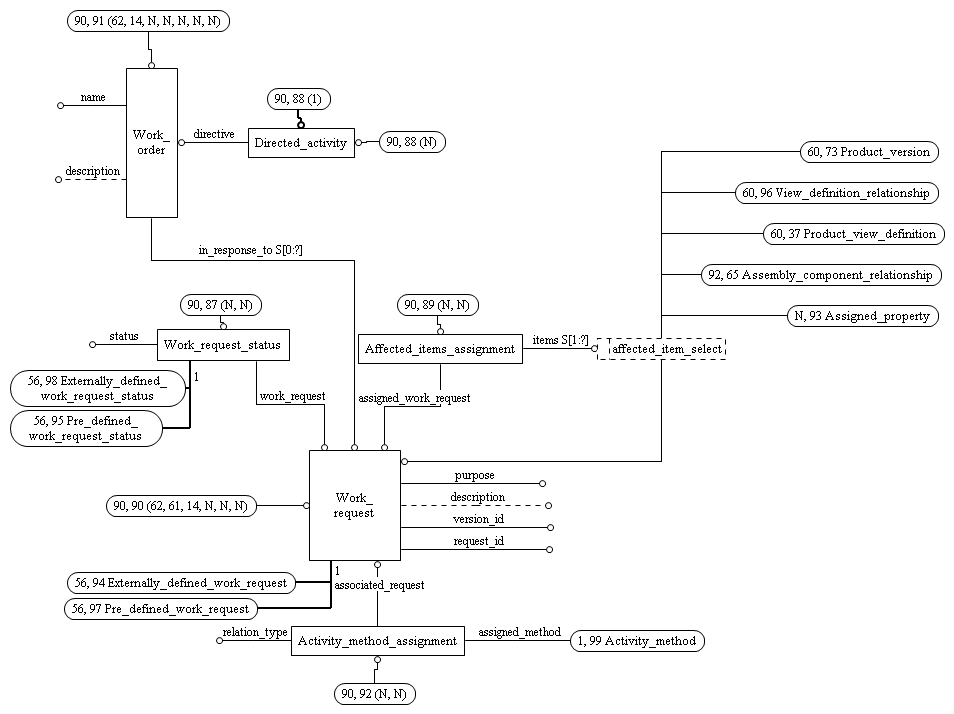 90, 91 (62, 14, N, N, N, N, N)
name
Work_
order
description
directive
90, 88 (1)
Directed_activity
90, 88 (N)
60, 73 Product_version
60, 96 View_definition_relationship
60, 37 Product_view_definition
92, 65 Assembly_component_relationship
N, 93 Assigned_property
in_response_to S[0:?]
90, 87 (N, N)
status
Work_request_status
90, 89 (N, N)
Affected_items_assignment
items S[1:?]
affected_item_select
1
56, 98 Externally_defined_
work_request_status
56, 95 Pre_defined_
work_request_status
work_request
assigned_work_request
90, 90 (62, 61, 14, N, N, N)
Work_
request
purpose
description
version_id
request_id
1
56, 94 Externally_defined_work_request
56, 97 Pre_defined_work_request
associated_request
relation_type
Activity_method_assignment
assigned_method
1, 99 Activity_method
90, 92 (N, N)